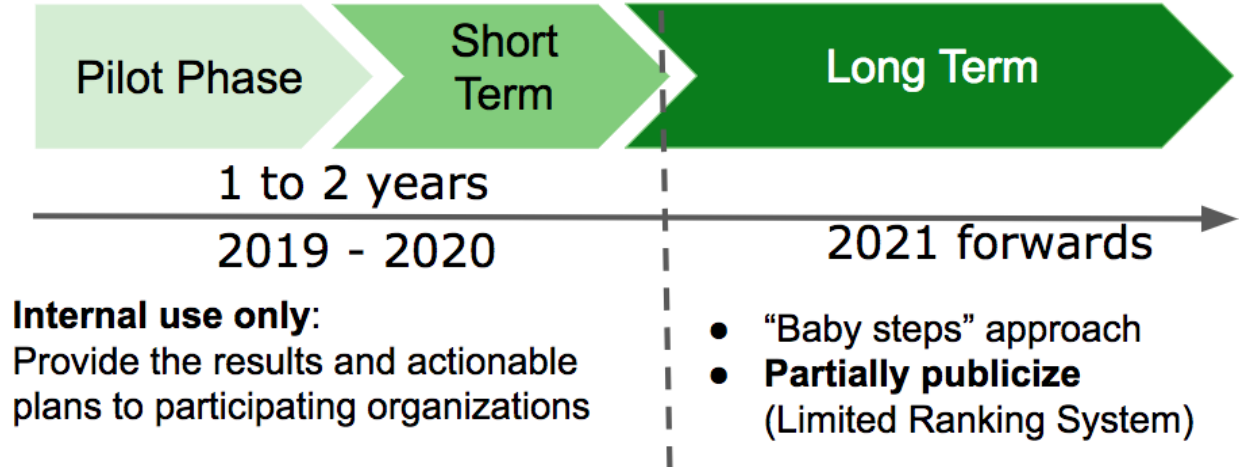 Pilot Phase
Short
Term
Long Term
1 to 2 years
2019 - 2020
2021 forwards
Internal use only:
Provide the results and actionable
plans to participating organizations
● “Baby steps” approach
● Partially publicize
(Limited Ranking System)